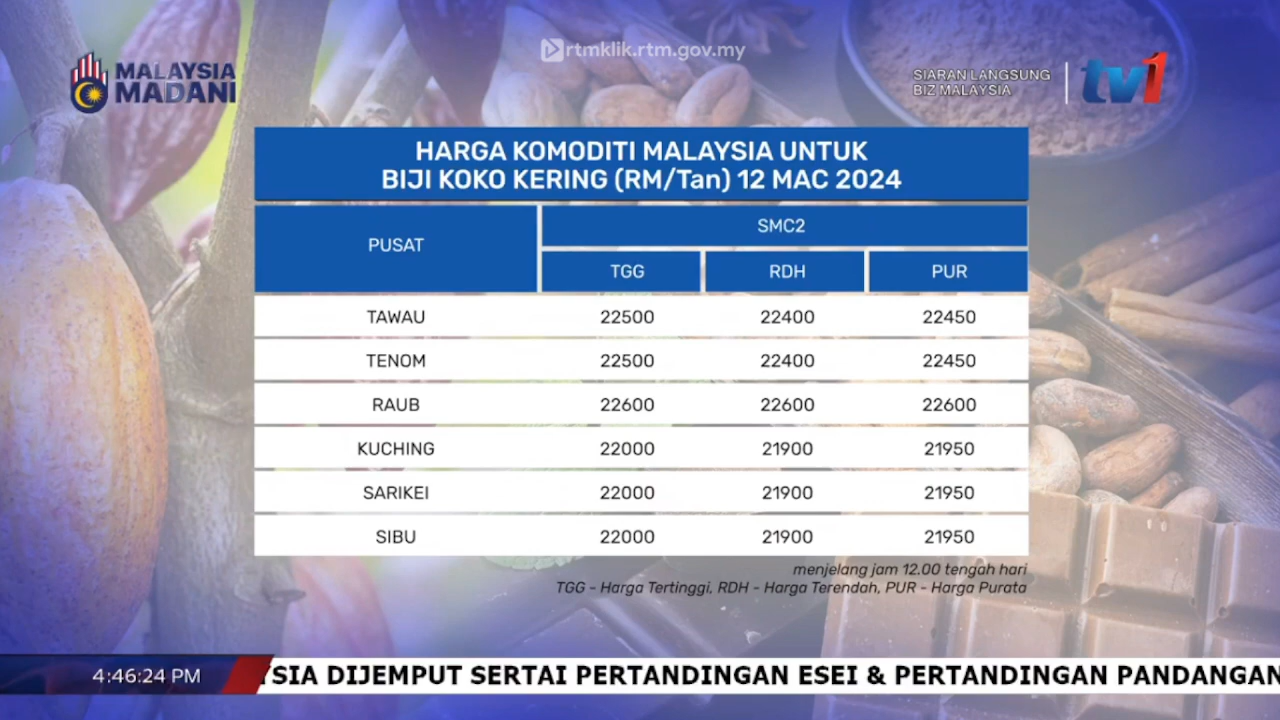 rtmklik.rtm.gov.my
MALAYSIA
MADANI
SIARAN LANGSUNG
BIZ MALAYSIA
tv1
HARGA KOMODITI MALAYSIA UNTUK
BIJI KOKO KERING (RM/Tan) 12 MAC 2024
PUSAT
SMC2
TGG RDH PUR
TAWAU 22500 22400 22450
TENOM 22500 22400 22450
RAUB 22600 22600 22600
KUCHING 22000 21900 21950
SARIKEI 22000 21900 21950
SIBU 22000 21900 21950
menjelang jam 12.00 tengah hari
TGG - Harga Tertinggi, RDH - Harga Terendah, PUR - Harga Purata
4:46:24 PM
YSIA DIJEMPUT SERTAI PERTANDINGAN ESEI & PERTANDINGAN PANDANGAN